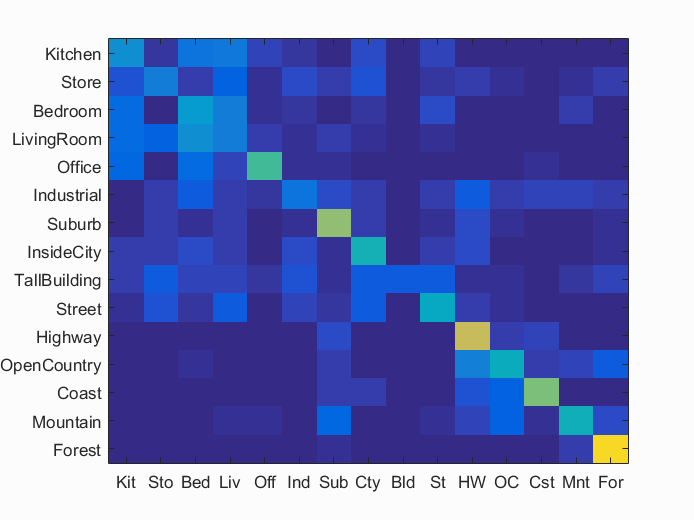 Kitchen
Store
Bedroom
LivingRoom
Office
Industrial
Suburb
InsideCity
TallBuilding
Street
Highway
OpenCountry
Coast
Mountain
Forest
Kit Sto Bed Liv Off Ind Sub Cty Bld St HW OC Cst Mnt For